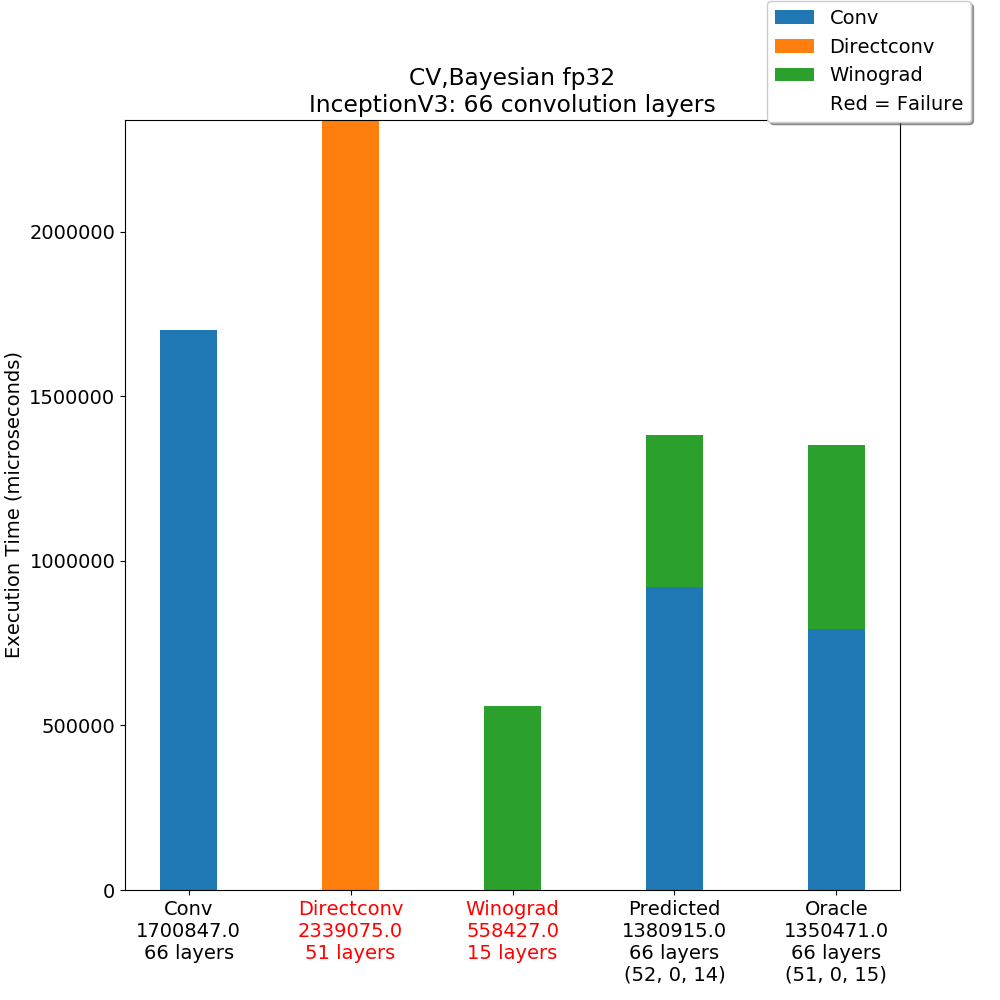 Conv
Directconv
Winograd
Red = Failure
CV,Bayesian fp32
InceptionV3: 66 convolution layers
Execution Time (microseconds)
2000000
1500000
1000000
500000
0
Conv
1700847.0
66 layers
Directconv
2339075.0
51 layers
Winograd
558427.0
15 layers
Predicted
1380915.0
66 layers
(52, 0, 14)
Oracle
1350471.0
66 layers
(51, 0, 15)